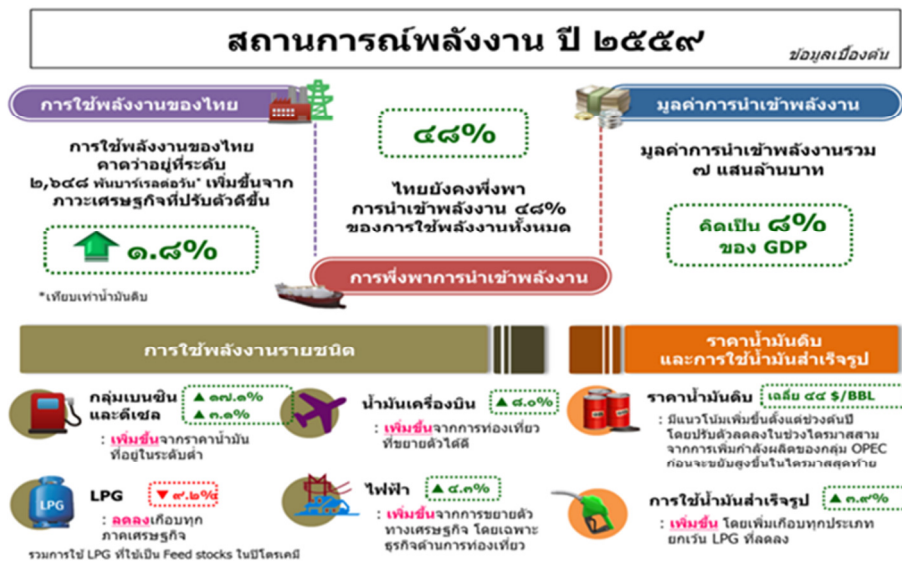 สถานการณ์พลังงาน ปี ๒๕๕๙
ข้อมูลเบื้องต้น
การใช้พลังงานของไทย
การใช้พลังงานของไทย
คาดว่าอยู่ที่ระดับ
๒,๖๔๘ พันบาร์เรลต่อวัน* เพิ่มขึ้นจาก
ภาวะเศรษฐกิจที่ปรับตัวดีขึ้น
๑.๘%
*เทียบเท่าน้ำมันดิบ
๔๘%
ไทยยังคงพึ่งพา
การนำเข้าพลังงาน ๔๘%
ของการใช้พลังงานทั้งหมด
การพึ่งพาการนำเข้าพลังงาน
มูลค่าการนำเข้าพลังงาน
มูลค่าการนำเข้าพลังงานรวม
๗ แสนล้านบาท
คิดเป็น ๘%
ของ GDP
การใช้พลังงานรายชนิด
กลุ่มเบนซิน ▲ ๑๗.๑%
และดีเซล ▲ ๓.๑%
: เพิ่มขึ้นจากราคาน้ำมัน
ที่อยู่ในระดับต่ำ
น้ำมันเครื่องบิน ▲ ๘.๐%
: เพิ่มขึ้นจากการท่องเที่ยว
ที่ขยายตัวได้ดี
LPG
LPG ▼ ๙.๒%
: ลดลงเกือบทุก
ภาคเศรษฐกิจ
รวมการใช้ LPG ที่ใช้เป็น Feed stocks ในปิโตรเคมี
ไฟฟ้า ▲ ๔.๓%
: เพิ่มขึ้นจากการขยายตัว
ทางเศรษฐกิจ โดยเฉพาะ
ธุรกิจด้านการท่องเที่ยว
ราคาน้ำมันดิบ
และการใช้น้ำมันสำเร็จรูป
ราคาน้ำมันดิบ เฉลี่ย ๔๔ $/BBL
: มีแนวโน้มเพิ่มขึ้นตั้งแต่ช่วงต้นปี
โดยปรับตัวลดลงในช่วงไตรมาสสาม
จากการเพิ่มกำลังผลิตของกลุ่ม OPEC
ก่อนจะขยับสูงขึ้นในไตรมาสสุดท้าย
การใช้น้ำมันสำเร็จรูป ▲ ๓.๙%
: เพิ่มขึ้น โดยเพิ่มเกือบทุกประเภท
ยกเว้น LPG ที่ลดลง